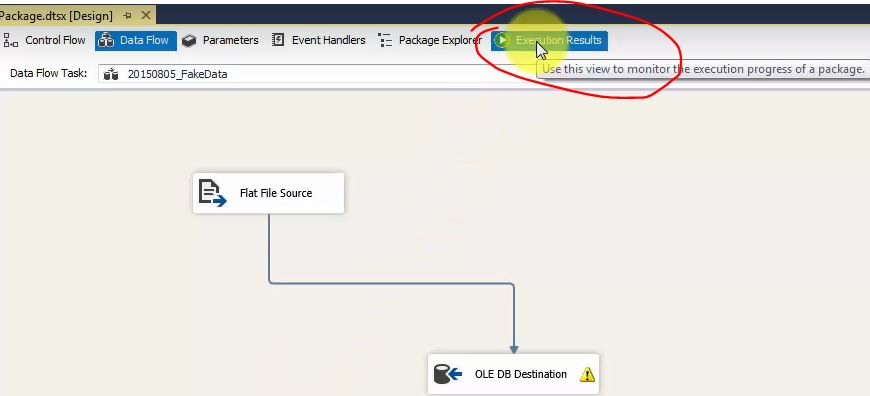 Package.dtsx [Design]
Control Flow Data Flow Parameters Event Handlers Package Explorer Execution Results
Use this view to monitor the execution progress of a package.
Data Flow Task: 20150805_FakeData
Flat File Source
OLE DB Destination